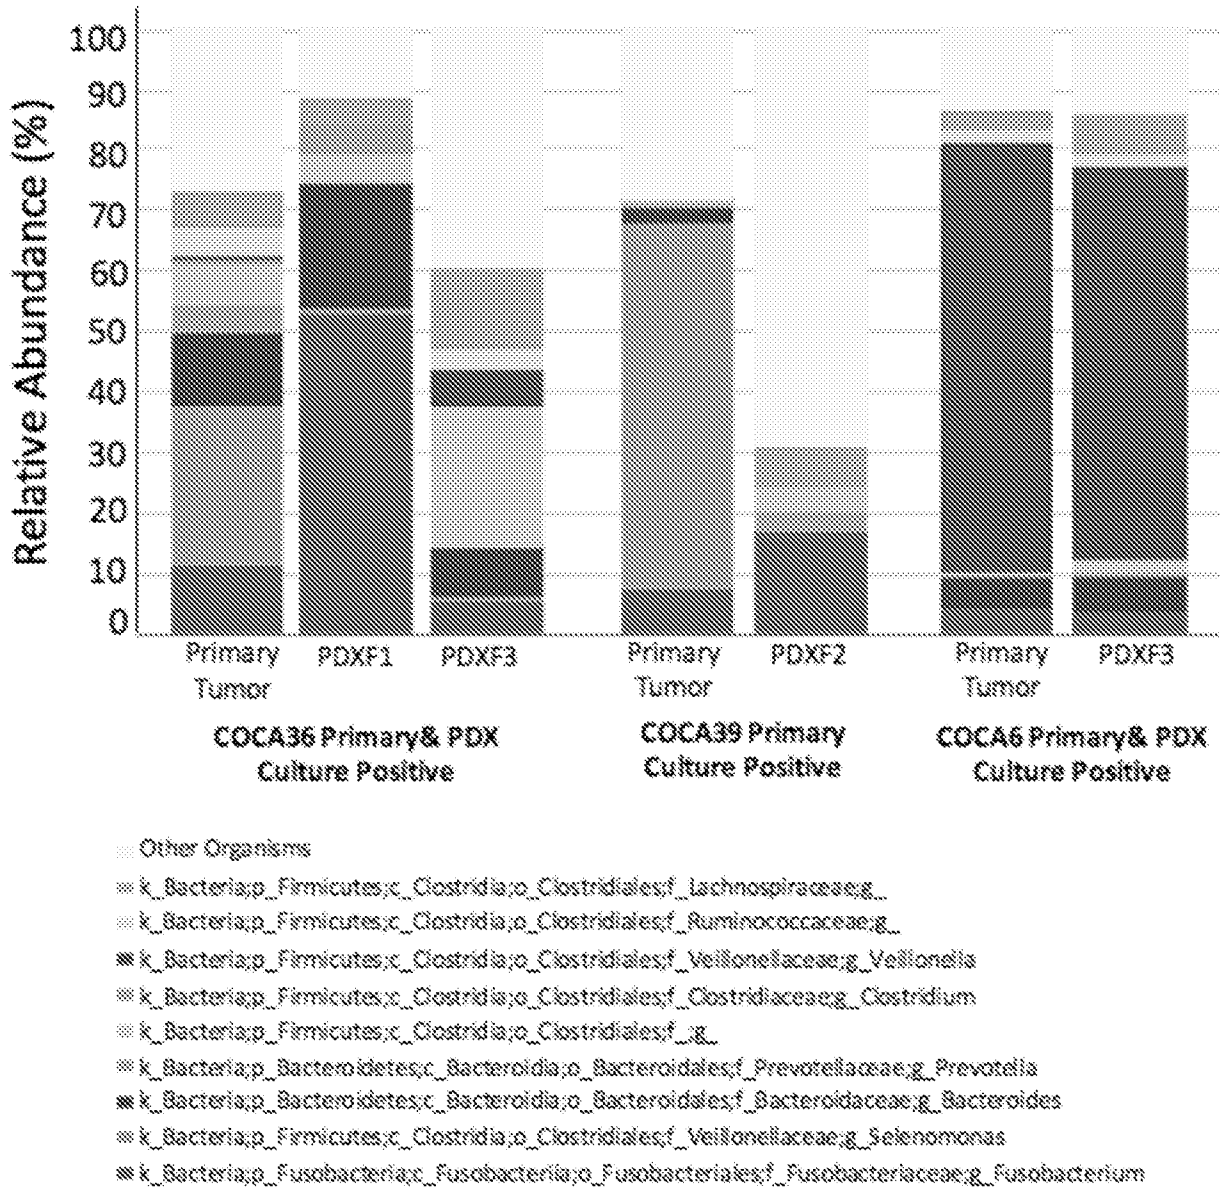 Relative Abundance (%)
100
90
80
70
60
50
40
30
20
10
0
Primary Tumor
PDXF1
PDXF3
Primary Tumor
PDXF2
Primary Tumor
PDXF3
COCA36 Primary& PDX
Culture Positive
COCA39 Primary
Culture Positive
COCA6 Primary& PDX
Culture Positive
Other Organisms
k_Bacteria;p_Firmicutes;c_Clostridia;o_Clostridiales;f_Lachnospiraceae;g_
k_Bacteria;p_Firmicutes;c_Clostridia;o_Clostridiales;f_Ruminococcaceae;g_
k_Bacteria;p_Firmicutes;c_Clostridia;o_Clostridiales;f_Veillonellaceae;g_Veillonella
k_Bacteria;p_Firmicutes;c_Clostridia;o_Clostridiales;f_Clostridiaceae;g_Clostridium
k_Bacteria;p_Firmicutes;c_Clostridia;o_Clostridiales;f_;g_
k_Bacteria;p_Bacteroidetes;c_Bacteroidia;o_Bacteroidales;f_Prevotellaceae;g_Prevotella
k_Bacteria;p_Bacteroidetes;c_Bacteroidia;o_Bacteroidales;f_Bacteroidaceae;g_Bacteroides
k_Bacteria;p_Firmicutes;c_Clostridia;o_Clostridiales;f_Veillonellaceae;g_Selenomonas
k_Bacteria;p_Fusobacteria;c_Fusobacteriia;o_Fusobacteriales;f_Fusobacteriaceae;g_Fusobacterium